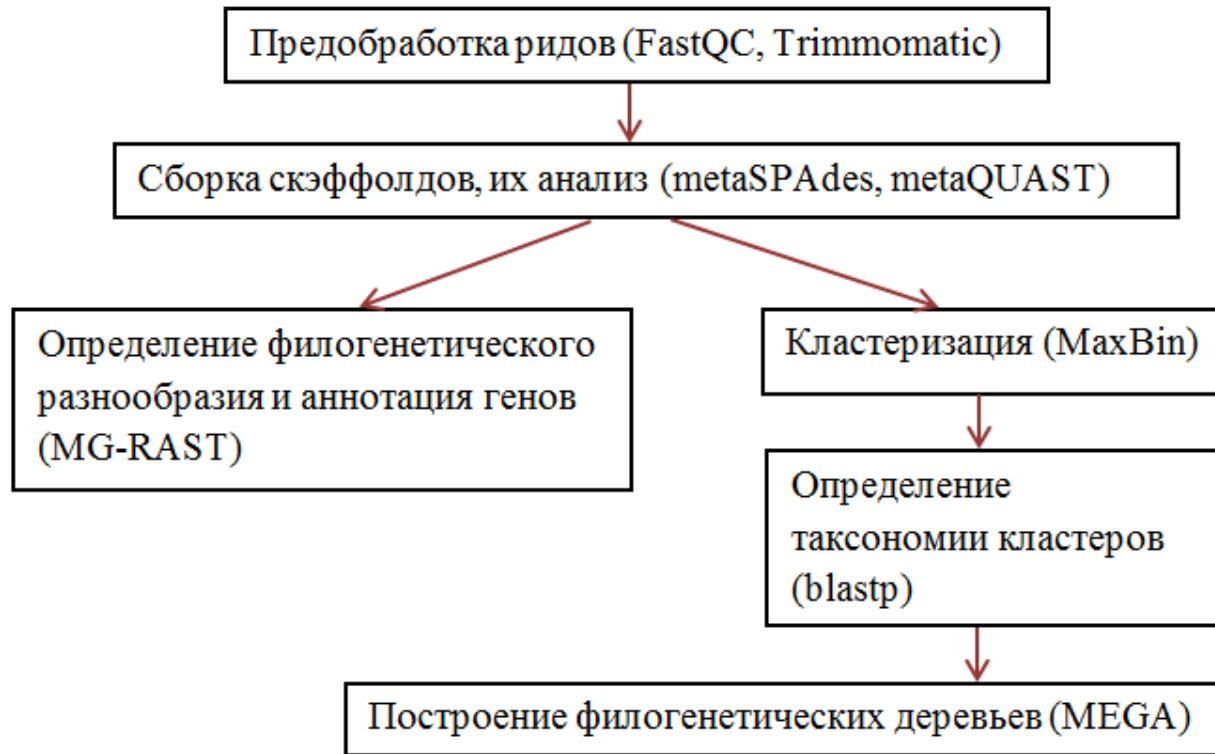 Предобработка ридов (FastQC, Trimmomatic)
Сборка скэффолдов, их анализ (metaSPAdes, metaQUAST)
Определение филогенетического
разнообразия и аннотация генов
(MG-RAST)
Кластеризация (MaxBin)
Определение
таксономии кластеров
(blastp)
Построение филогенетических деревьев (MEGA)